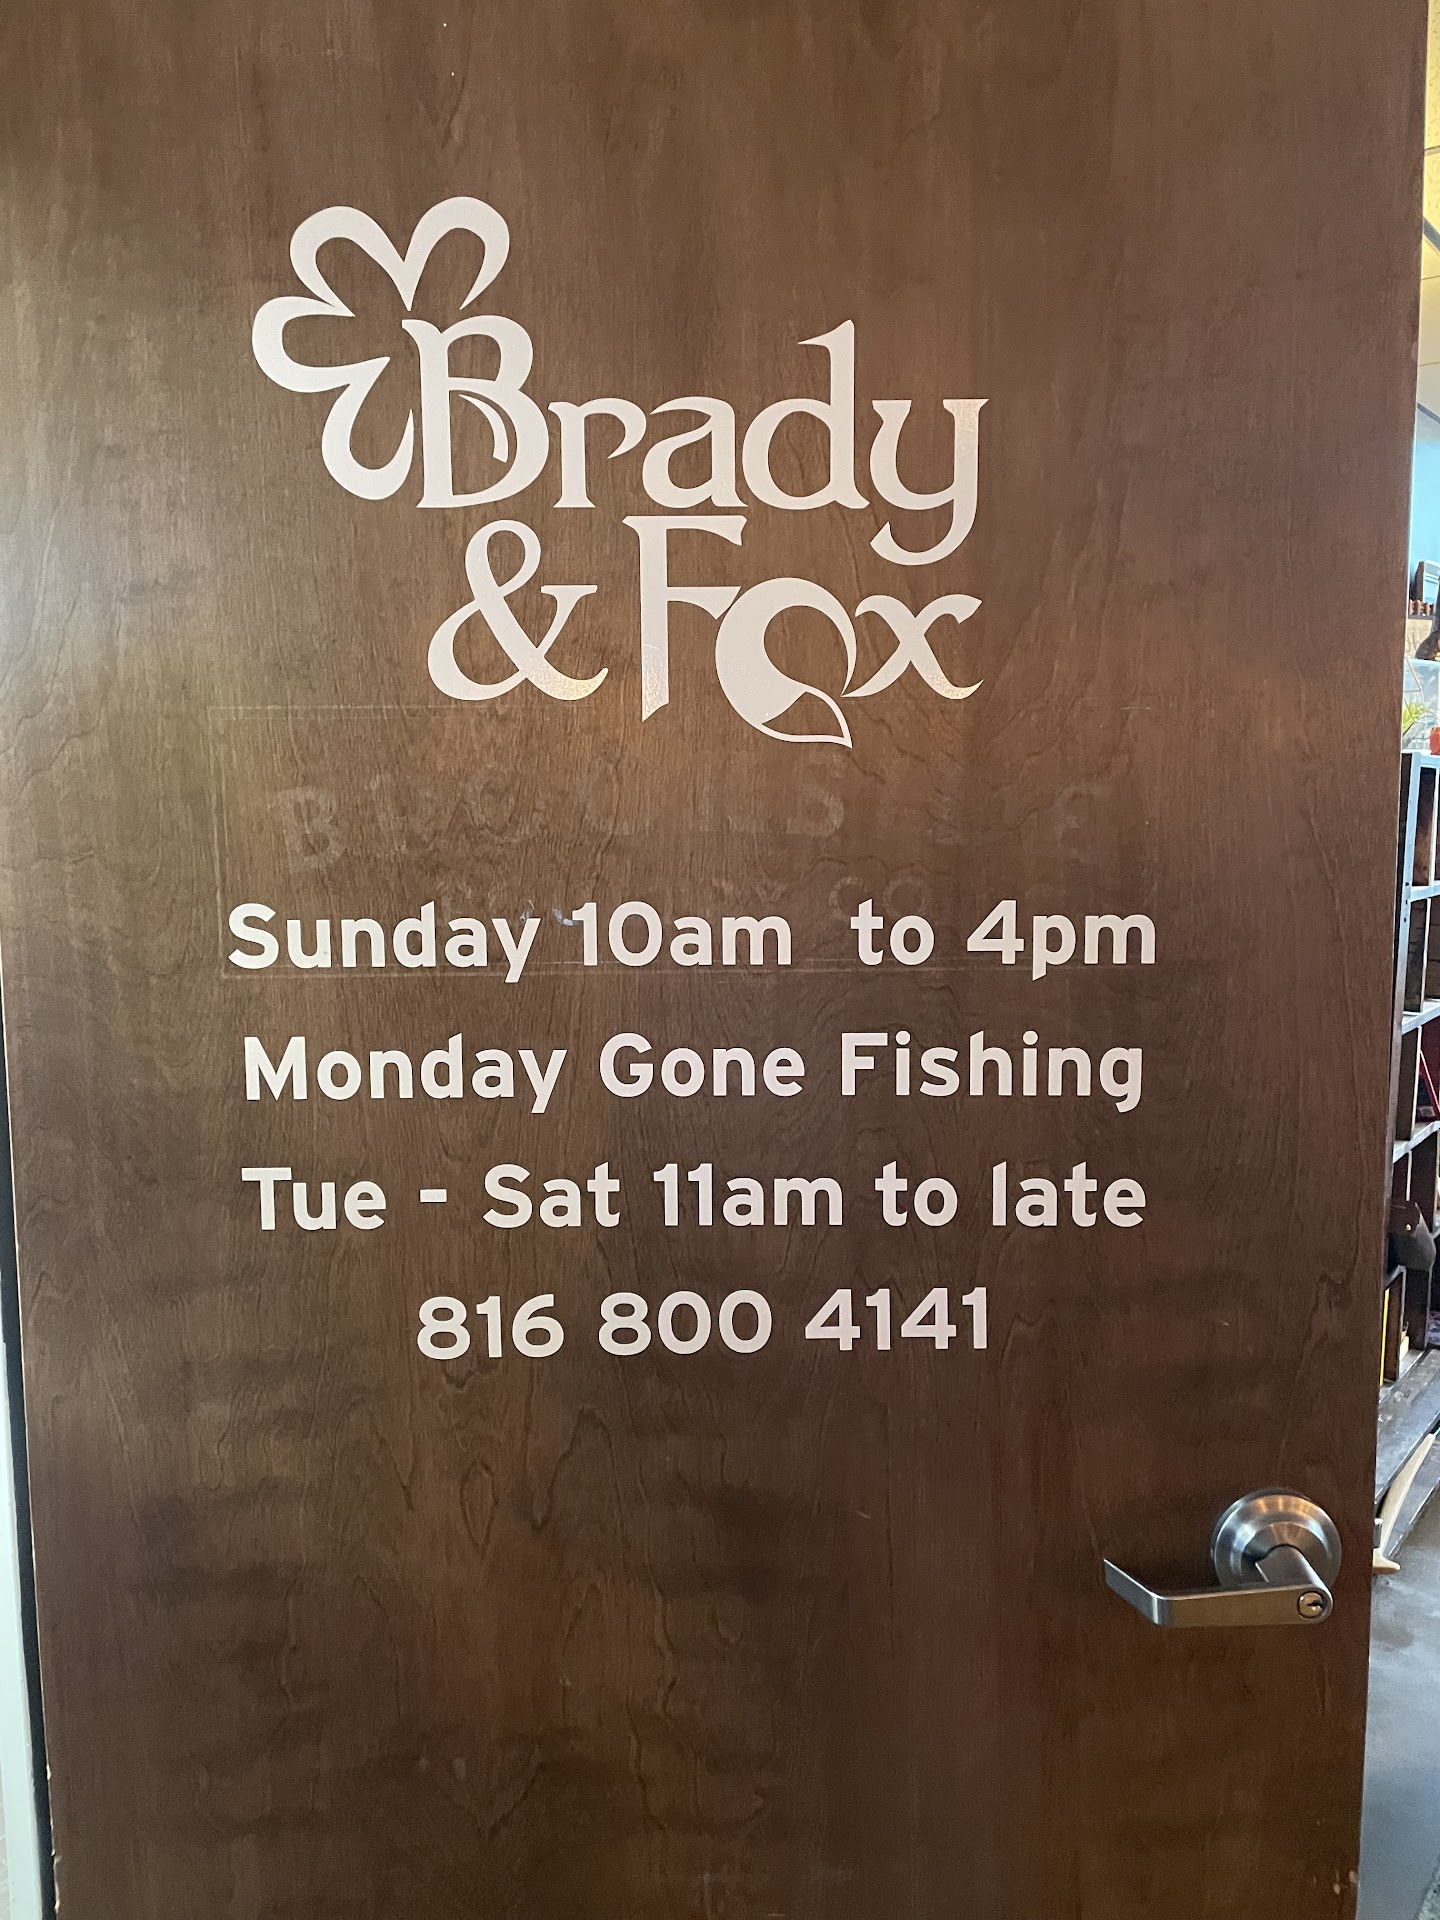 Brady
& Fox
Sunday 10am to 4pm
Monday Gone Fishing
Tue - Sat 11am to late
816 800 4141